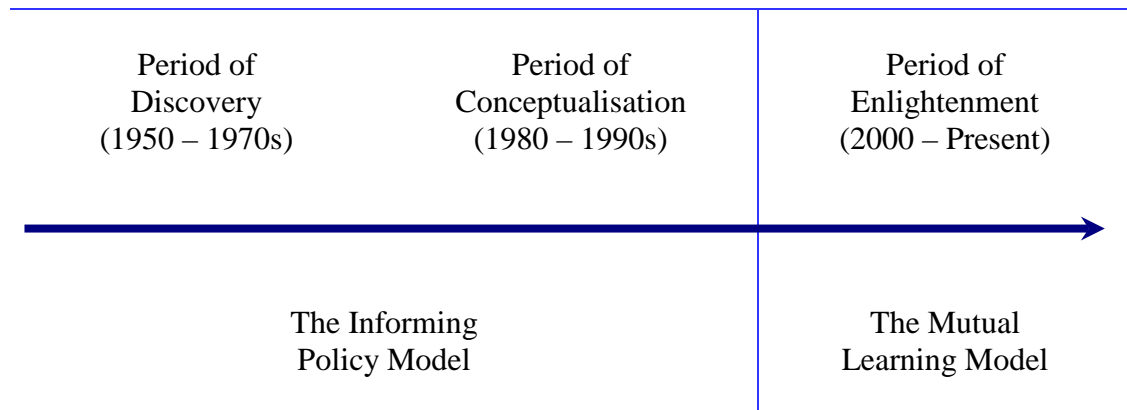 Period of
Discovery
(1950 – 1970s)
Period of
Conceptualisation
(1980 – 1990s)
Period of
Enlightenment
(2000 – Present)
The Informing
Policy Model
The Mutual
Learning Model